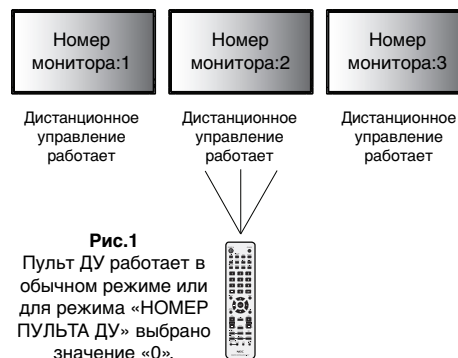 Номер
монитора:1
Номер
монитора:2
Номер
монитора:3
Дистанционное
управление
работает
Дистанционное
управление
работает
Дистанционное
управление
работает
Рис.1
Пульт ДУ работает в
обычном режиме или
для режима «НОМЕР
ПУЛЬТА ДУ» выбрано
значение «0».